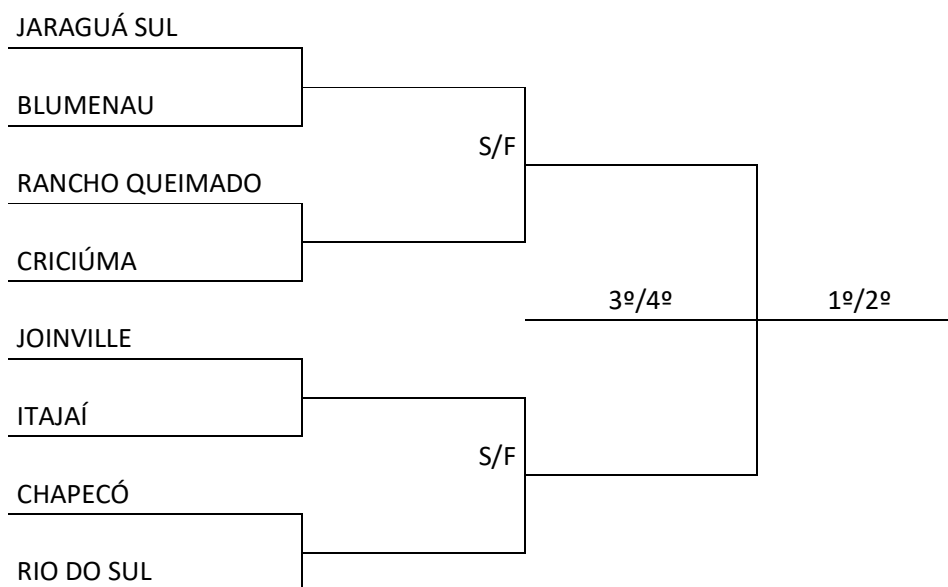 JARAGUÁ SUL
BLUMENAU
S/F
RANCHO QUEIMADO
CRICIÚMA
3º/4º
1º/2º
JOINVILLE
ITAJAÍ
S/F
CHAPECÓ
RIO DO SUL